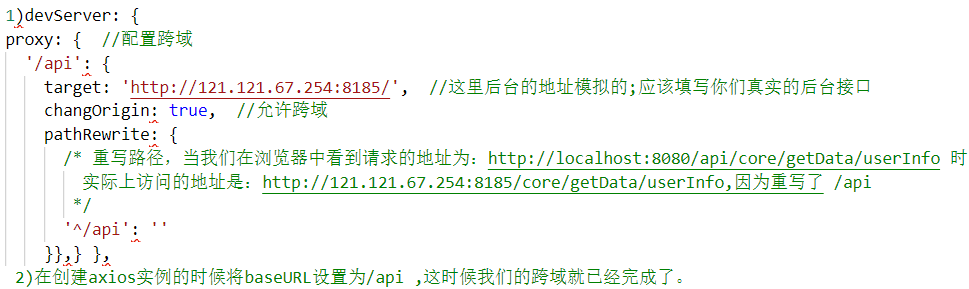 1)devServer: {
proxy: {  //配置跨域
'/api': {
target: 'http://121.121.67.254:8185/',  //这里后台的地址模拟的;应该填写你们真实的后台接口
changOrigin: true,  //允许跨域
pathRewrite: {
/* 重写路径，当我们在浏览器中看到请求的地址为：http://localhost:8080/api/core/getData/userInfo 时
实际上访问的地址是：http://121.121.67.254:8185/core/getData/userInfo,因为重写了 /api
*/
'^/api': ''
}},} },
2)在创建axios实例的时候将baseURL设置为/api ,这时候我们的跨域就已经完成了。